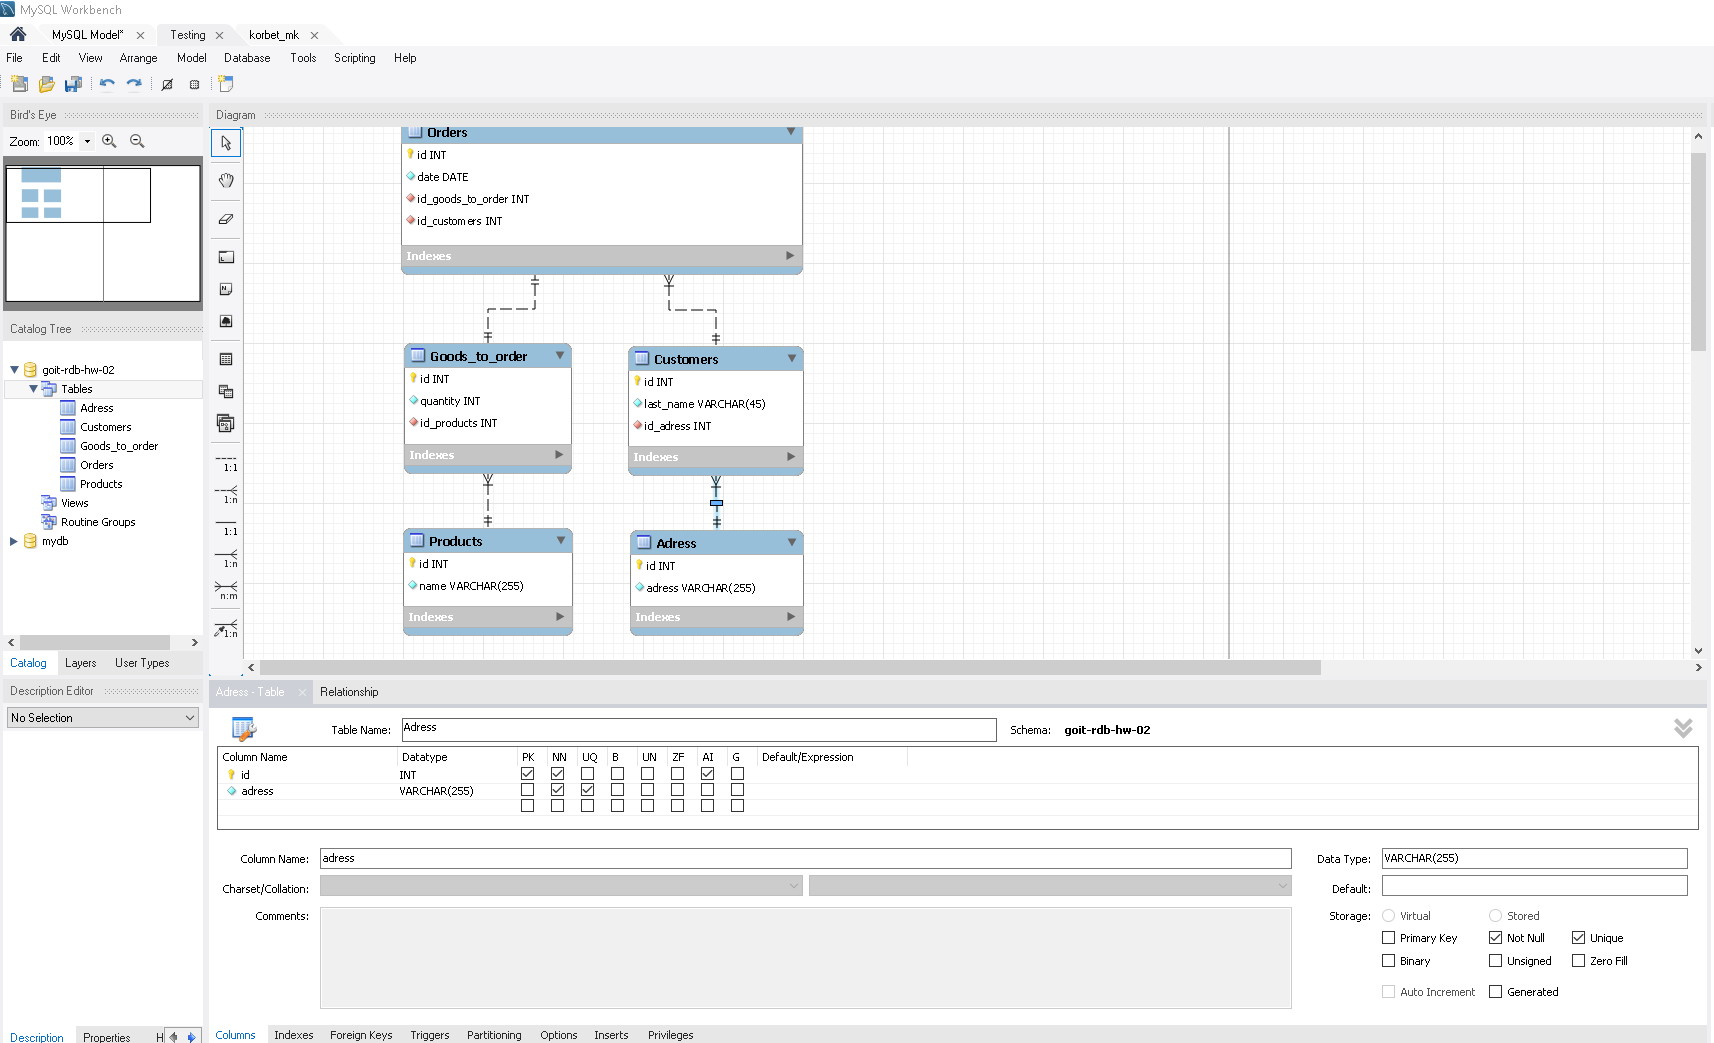 MySQL Workbench
MySQL Model*
Testing
korbet_mk
File Edit View Arrange Model Database Tools Scripting Help
Bird's Eye
Zoom: 100%
Diagram
Orders
id INT
date DATE
id_goods_to_order INT
id_customers INT
Indexes
Goods_to_order
id INT
quantity INT
id_products INT
Indexes
Customers
id INT
last_name VARCHAR(45)
id_adress INT
Indexes
Products
id INT
name VARCHAR(255)
Indexes
Adress
id INT
adress VARCHAR(255)
Indexes
1:1
1:n
1:1
1:n
n:m
1:n
Catalog Tree
goit-rdb-hw-02
Tables
Adress
Customers
Goods_to_order
Orders
Products
Views
Routine Groups
mydb
Catalog Layers User Types
Description Editor
No Selection
Description Properties H
Adress - Table
Relationship
Table Name: Adress
Schema: goit-rdb-hw-02
Column Name Datatype PK NN UQ B UN ZF AI G Default/Expression
id INT
adress VARCHAR(255)
Column Name: adress
Data Type: VARCHAR(255)
Charset/Collation:
Default:
Comments:
Storage: Virtual Stored
Primary Key Not Null Unique
Binary Unsigned Zero Fill
Auto Increment Generated
Columns Indexes Foreign Keys Triggers Partitioning Options Inserts Privileges